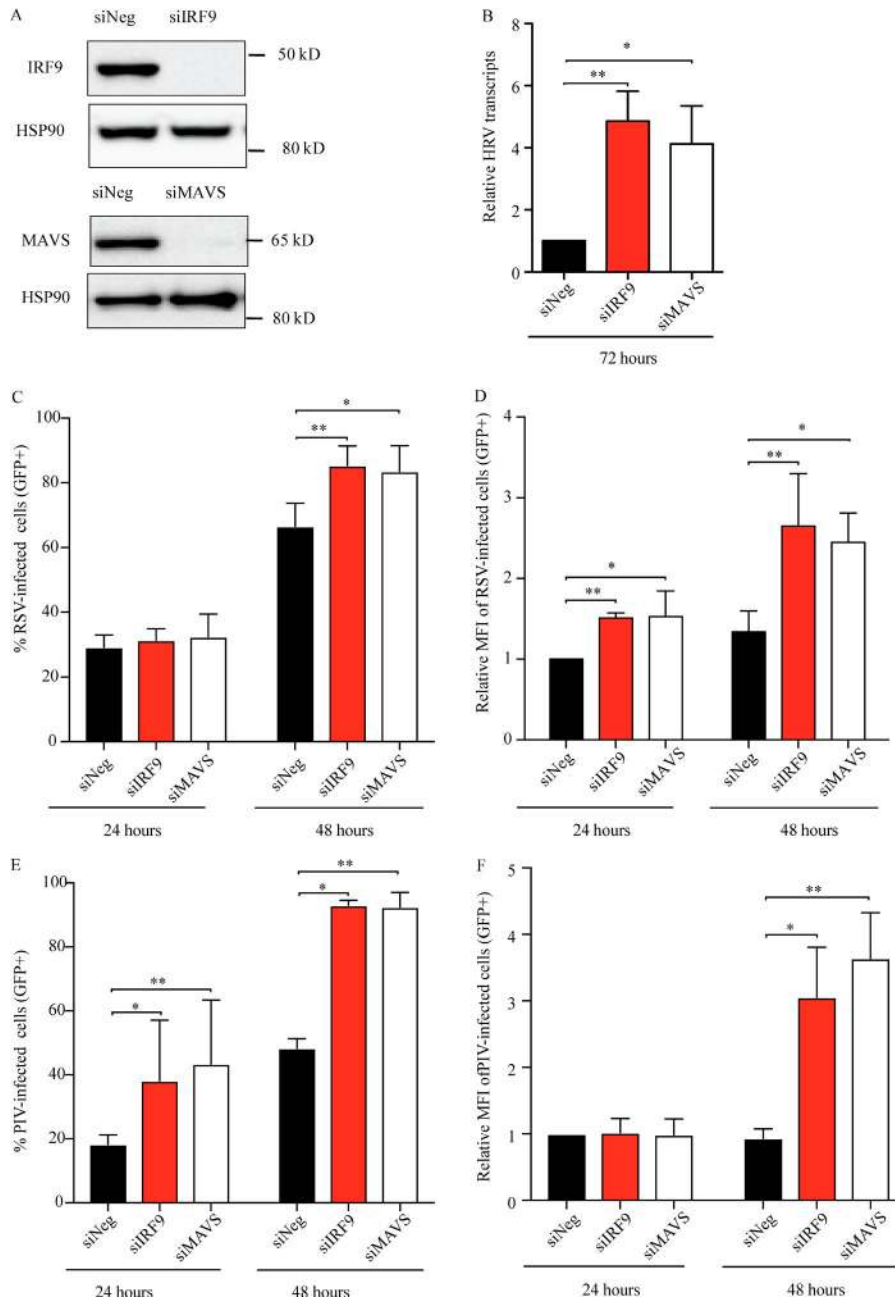 A
siNeg siIRF9
IRF9
50 kD
HSP90
80 kD
siNeg siMAVS
MAVS
65 kD
HSP90
80 kD
B
Relative HRV transcripts
8
6
4
2
0
*
**
siNeg
siIRF9
siMAVS
72 hours
C
% RSV-infected cells (GFP+)
100
80
60
40
20
0
*
**
siNeg
siIRF9
siMAVS
siNeg
siIRF9
siMAVS
24 hours
48 hours
D
Relative MFI of RSV-infected cells (GFP+)
4
3
2
1
0
*
**
*
**
siNeg
siIRF9
siMAVS
siNeg
siIRF9
siMAVS
24 hours
48 hours
E
% PIV-infected cells (GFP+)
100
80
60
40
20
0
**
*
**
*
siNeg
siIRF9
siMAVS
siNeg
siIRF9
siMAVS
24 hours
48 hours
F
Relative MFI ofPIV-infected cells (GFP+)
5
4
3
2
1
0
**
*
siNeg
siIRF9
siMAVS
siNeg
siIRF9
siMAVS
24 hours
48 hours